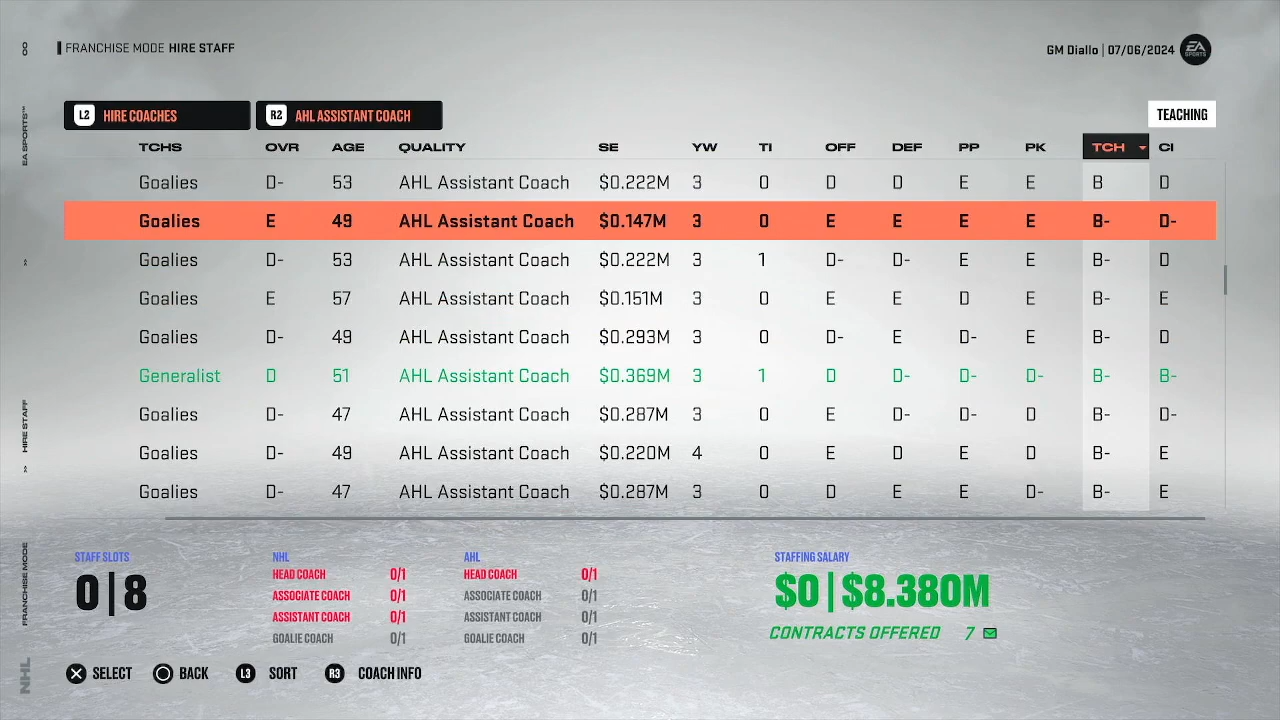 FRANCHISE MODE HIRE STAFF
GM Diallo | 07/06/2024
EA SPORTS
L2 HIRE COACHES
R2 AHL ASSISTANT COACH
TEACHING
TCHS OVR AGE QUALITY SE YW TI OFF DEF PP PK TCH CI
Goalies D- 53 AHL Assistant Coach $0.222M 3 0 D D E E B D
Goalies E 49 AHL Assistant Coach $0.147M 3 0 E E E E B- D-
Goalies D- 53 AHL Assistant Coach $0.222M 3 1 D- D- E E B- D
Goalies E 57 AHL Assistant Coach $0.151M 3 0 E E D E B- E
Goalies D- 49 AHL Assistant Coach $0.293M 3 0 D- E D- E B- D
Generalist D 51 AHL Assistant Coach $0.369M 3 1 D D- D- D- B- B-
Goalies D- 47 AHL Assistant Coach $0.287M 3 0 E D- D- D B- D-
Goalies D- 49 AHL Assistant Coach $0.220M 4 0 E D E D B- E
Goalies D- 47 AHL Assistant Coach $0.287M 3 0 D E E D- B- E
STAFF SLOTS
0|8
NHL
HEAD COACH 0/1
ASSOCIATE COACH 0/1
ASSISTANT COACH 0/1
GOALIE COACH 0/1
AHL
HEAD COACH 0/1
ASSOCIATE COACH 0/1
ASSISTANT COACH 0/1
GOALIE COACH 0/1
STAFFING SALARY
$0|$8.380M
CONTRACTS OFFERED 7
SELECT BACK L3 SORT R3 COACH INFO
EA SPORTS™
HIRE STAFF
FRANCHISE MODE
NHL